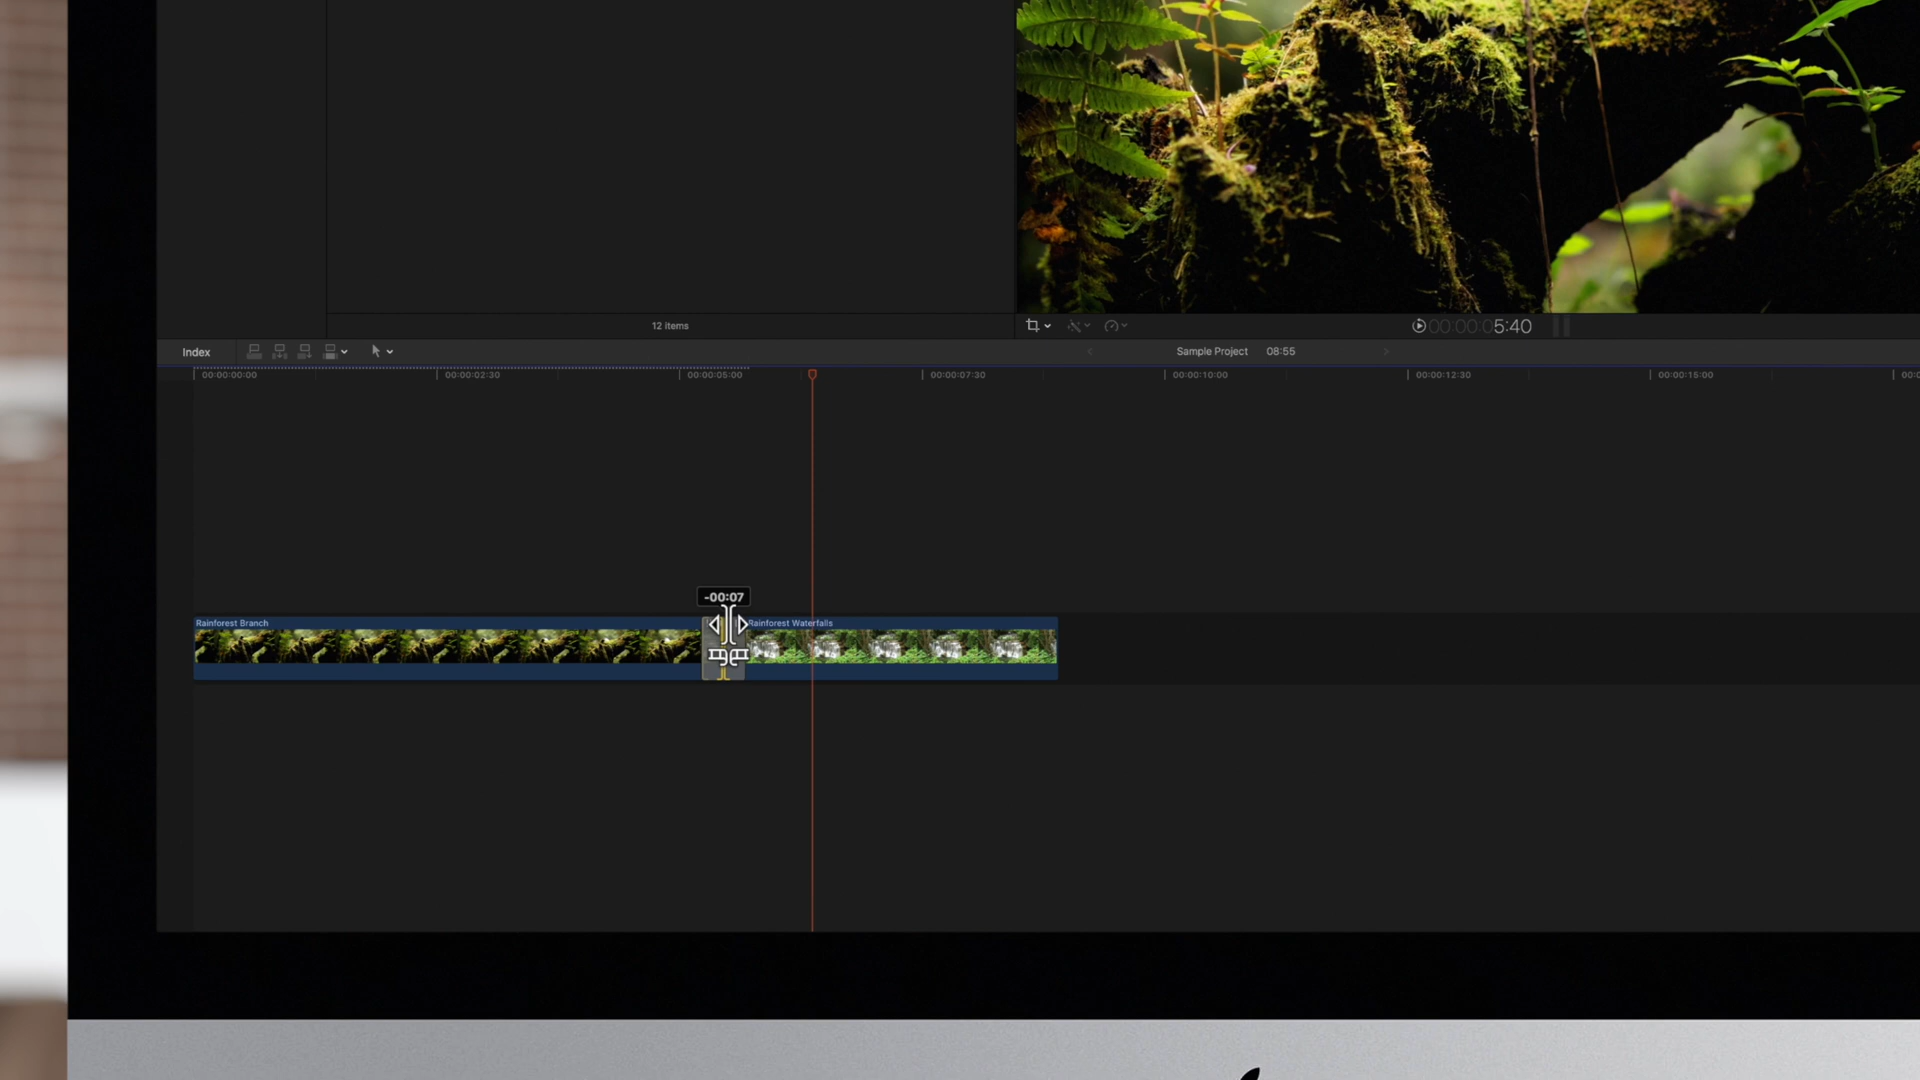 12 items
00:00:05:40
Index
Sample Project 08:55
00:00:00:00 00:00:02:30 00:00:05:00 00:00:07:30 00:00:10:00 00:00:12:30 00:00:15:00
-00:07
Rainforest Branch
Rainforest Waterfalls